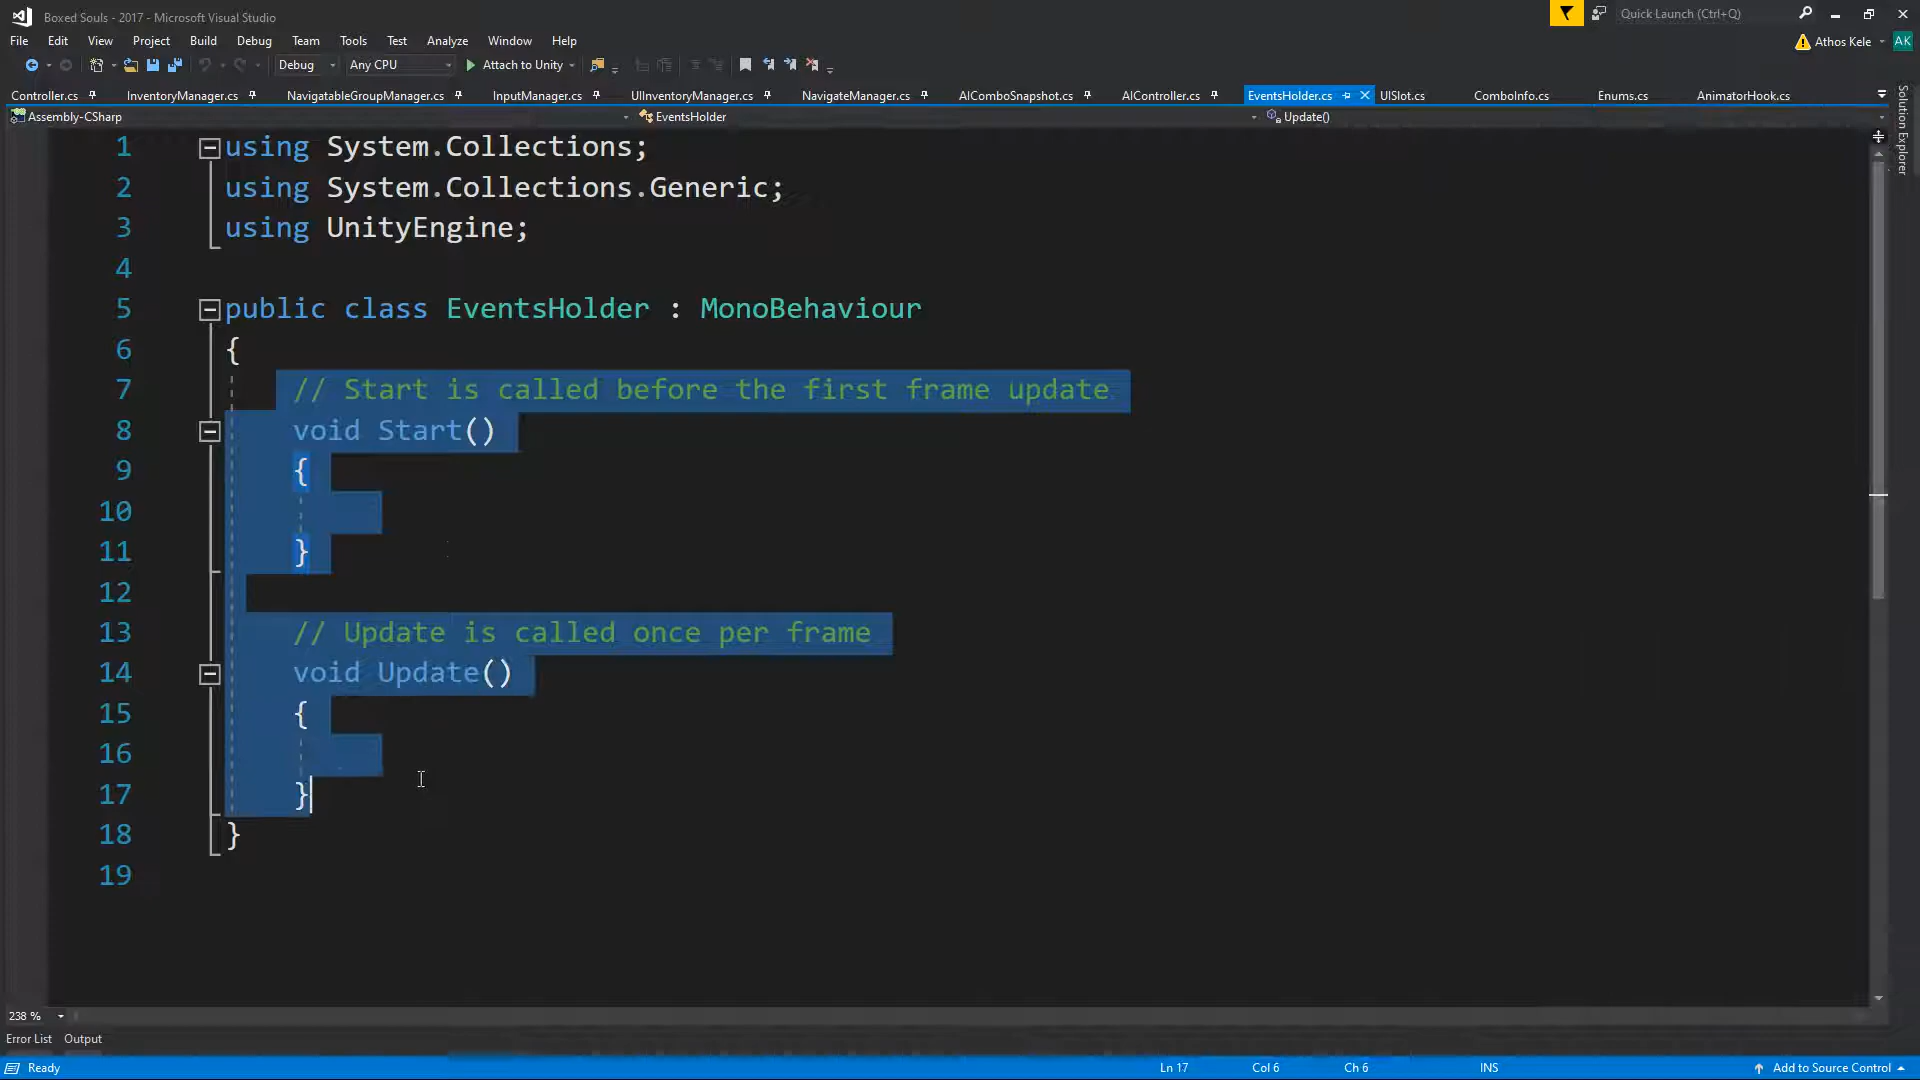 Boxed Souls - 2017 - Microsoft Visual Studio
Quick Launch (Ctrl+Q)
File Edit View Project Build Debug Team Tools Test Analyze Window Help
Athos Kele AK
Debug Any CPU Attach to Unity
Controller.cs InventoryManager.cs NavigatableGroupManager.cs InputManager.cs UIInventoryManager.cs NavigateManager.cs AIComboSnapshot.cs AIController.cs EventsHolder.cs UISlot.cs ComboInfo.cs Enums.cs AnimatorHook.cs
Assembly-CSharp EventsHolder Update()
Solution Explorer
1 using System.Collections;
2 using System.Collections.Generic;
3 using UnityEngine;
4
5 public class EventsHolder : MonoBehaviour
6 {
7 // Start is called before the first frame update
8 void Start()
9 {
10
11 }
12
13 // Update is called once per frame
14 void Update()
15 {
16
17 }
18 }
19
238 %
Error List Output
Ready Ln 17 Col 6 Ch 6 INS Add to Source Control